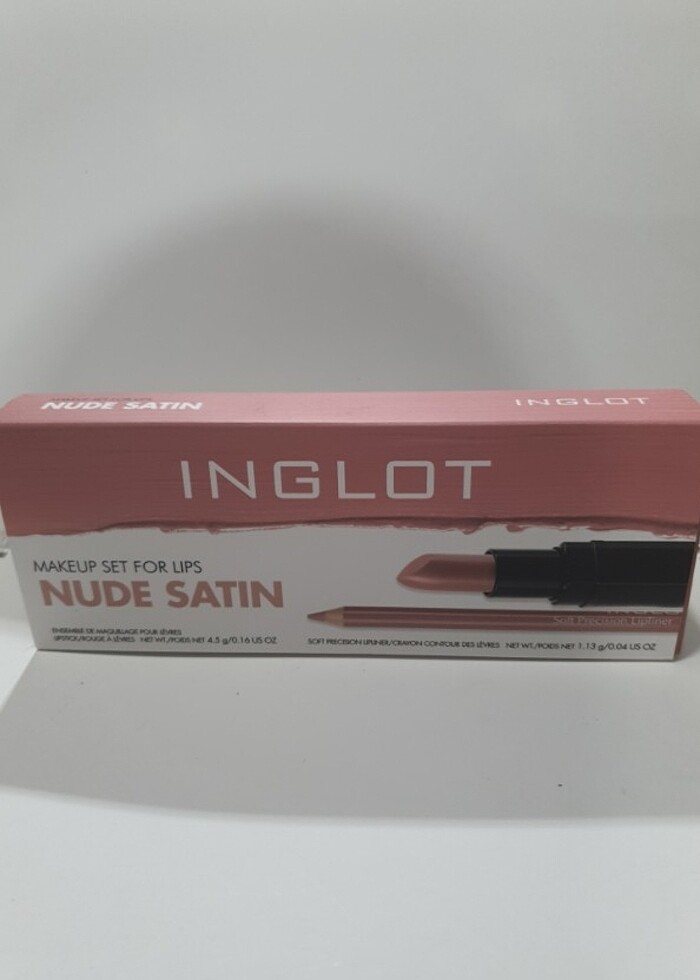 NUDE SATIN
INGLOT
INGLOT
MAKEUP SET FOR LIPS
NUDE SATIN
Soft Precision Lipliner
ENSEMBLE DE MAQUILLAGE POUR LÈVRES
LIPSTICK/ROUGE À LÈVRES NET WT./POIDS NET 4.5 g/0.16 US OZ
SOFT PRECISION LIPLINER/CRAYON CONTOUR DES LÈVRES NET WT./POIDS NET 1.13 g/0.04 US OZ